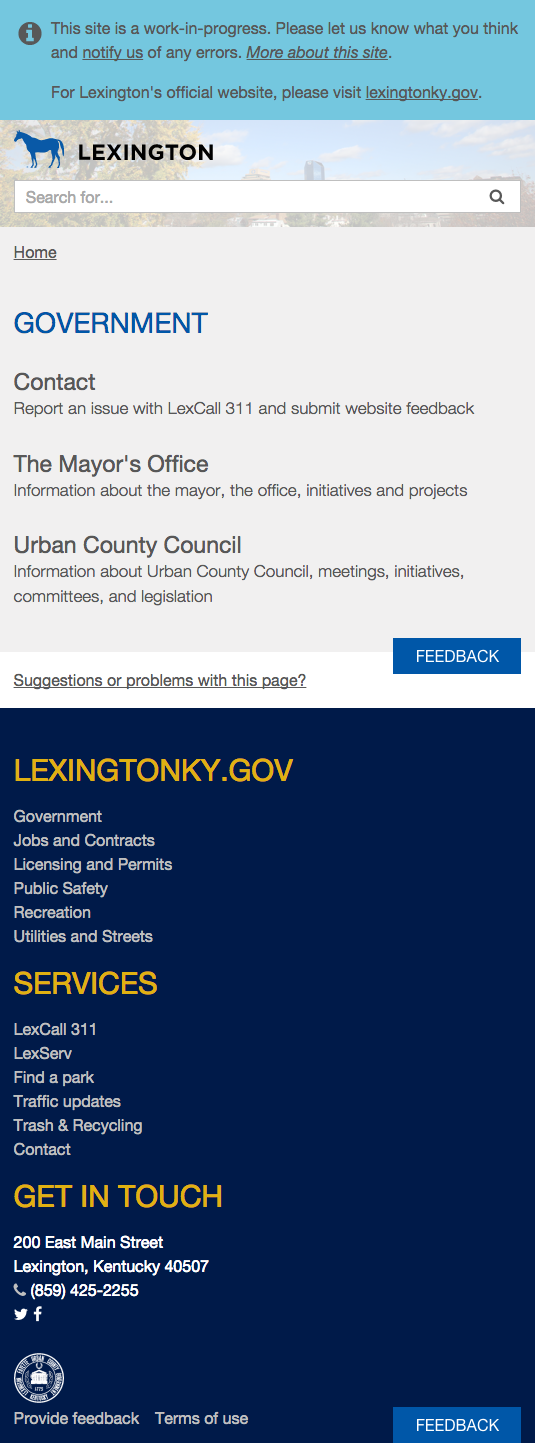 This site is a work-in-progress. Please let us know what you think
and notify us of any errors. More about this site.
For Lexington's official website, please visit lexingtonky.gov.
LEXINGTON
Search for...
Home
GOVERNMENT
Contact
Report an issue with LexCall 311 and submit website feedback
The Mayor's Office
Information about the mayor, the office, initiatives and projects
Urban County Council
Information about Urban County Council, meetings, initiatives,
committees, and legislation
FEEDBACK
Suggestions or problems with this page?
LEXINGTONKY.GOV
Government
Jobs and Contracts
Licensing and Permits
Public Safety
Recreation
Utilities and Streets
SERVICES
LexCall 311
LexServ
Find a park
Traffic updates
Trash & Recycling
Contact
GET IN TOUCH
200 East Main Street
Lexington, Kentucky 40507
(859) 425-2255
Provide feedback Terms of use
FEEDBACK